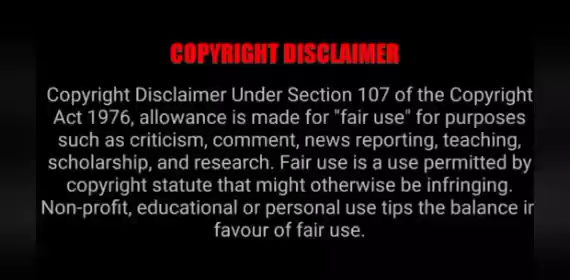 COPYRIGHT DISCLAIMER
Copyright Disclaimer Under Section 107 of the Copyright
Act 1976, allowance is made for "fair use" for purposes
such as criticism, comment, news reporting, teaching,
scholarship, and research. Fair use is a use permitted by
copyright statute that might otherwise be infringing.
Non-profit, educational or personal use tips the balance in
favour of fair use.